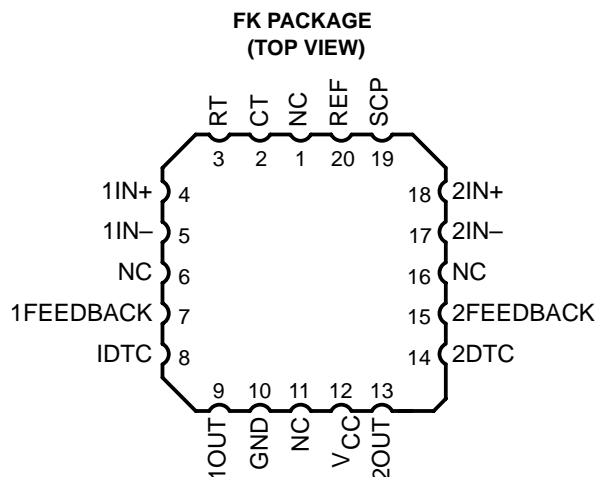 FK PACKAGE
(TOP VIEW)
RT
CT
NC
REF
SCP
3 2 1 20 19
1IN+ 4 18 2IN+
1IN– 5 17 2IN–
NC 6 16 NC
1FEEDBACK 7 15 2FEEDBACK
IDTC 8 14 2DTC
9 10 11 12 13
1OUT
GND
NC
VCC
2OUT